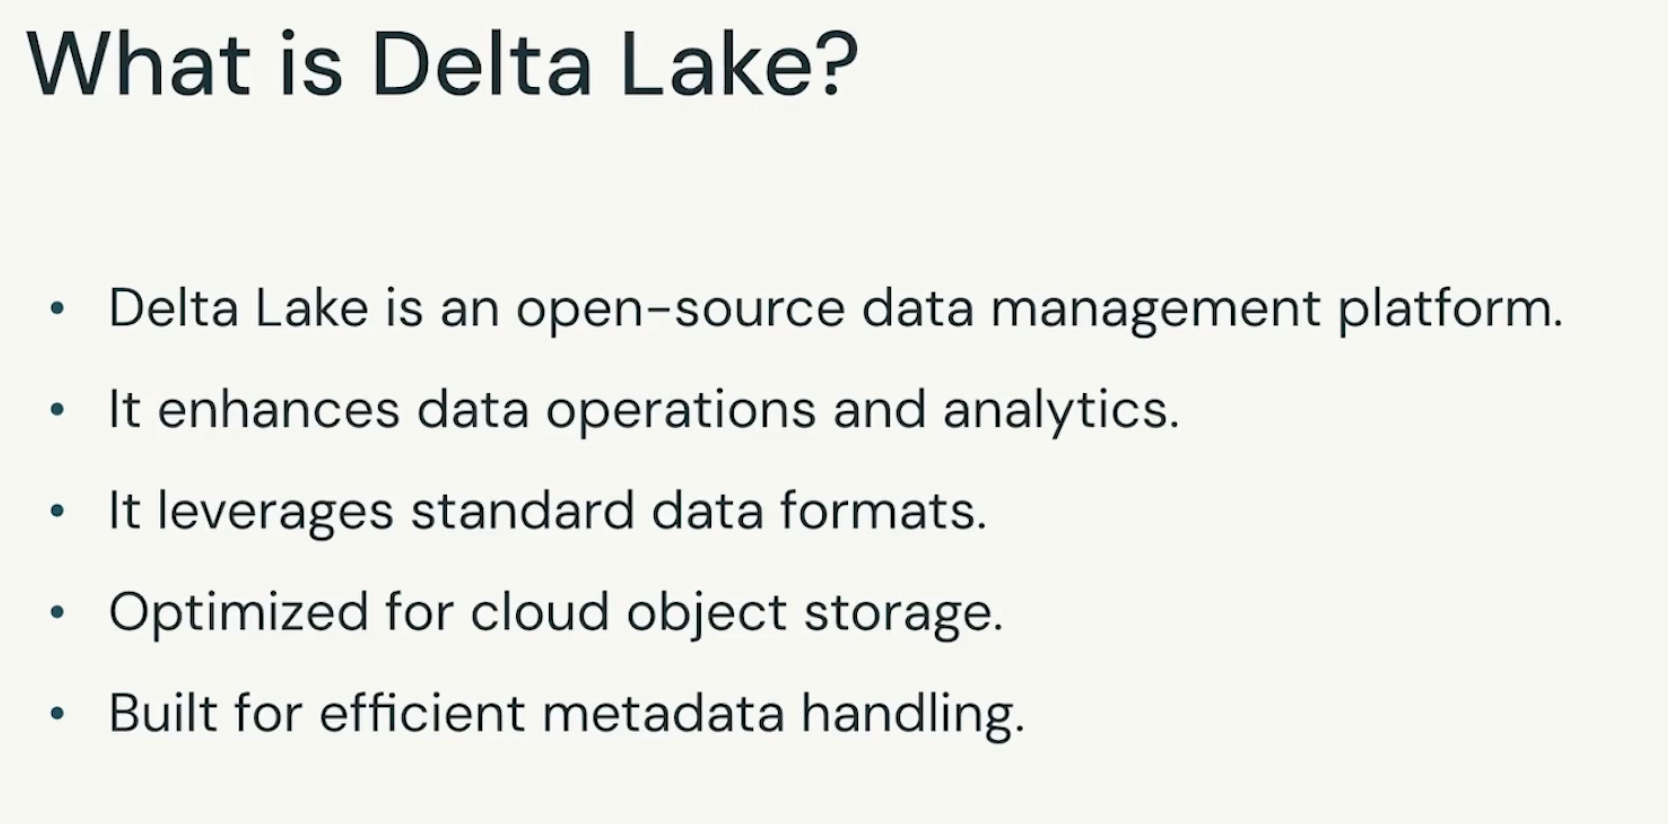 What is Delta Lake?
• Delta Lake is an open-source data management platform.
• It enhances data operations and analytics.
• It leverages standard data formats.
• Optimized for cloud object storage.
• Built for efficient metadata handling.